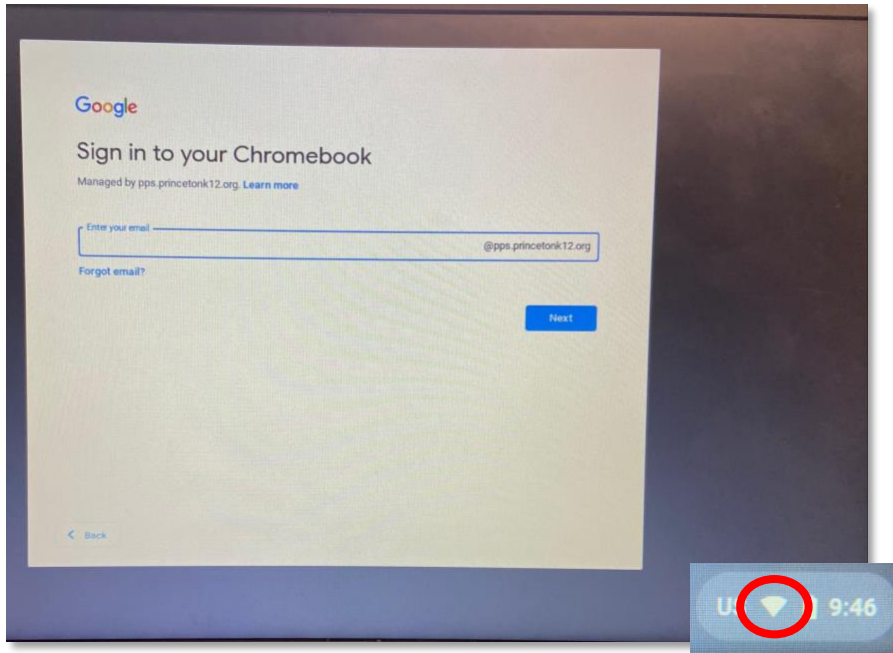 Google
Sign in to your Chromebook
Managed by pps.princetonk12.org. Learn more
Enter your email
@pps.princetonk12.org
Forgot email?
Next
Back
9:46